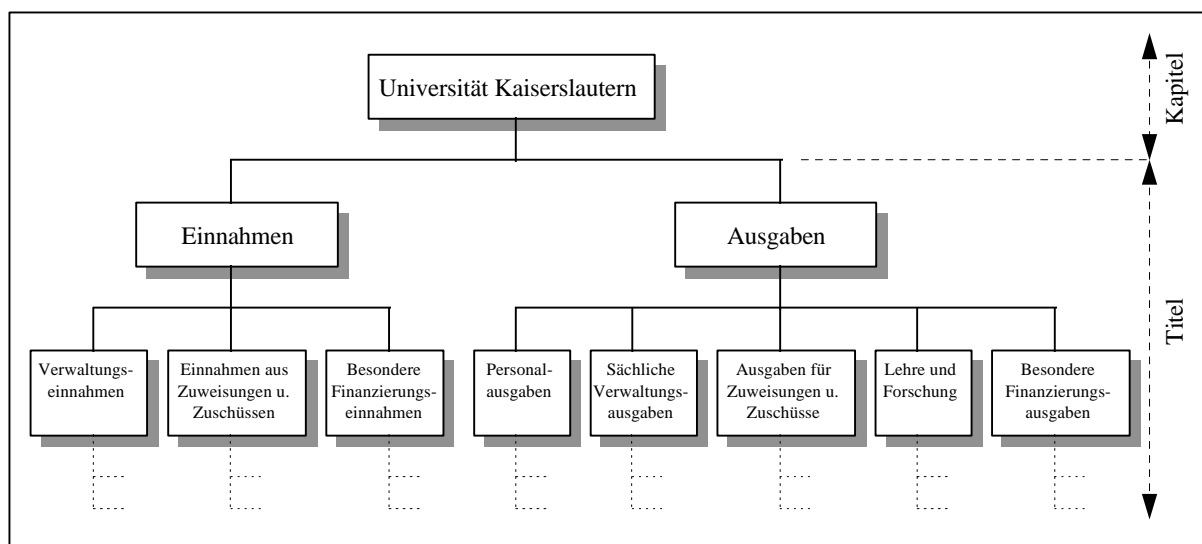 Universität Kaiserslautern
Kapitel
Einnahmen
Ausgaben
Titel
Verwaltungs-
einnahmen
Einnahmen aus
Zuweisungen u.
Zuschüssen
Besondere
Finanzierungs-
einnahmen
Personal-
ausgaben
Sächliche
Verwaltungs-
ausgaben
Ausgaben für
Zuweisungen u.
Zuschüsse
Lehre und
Forschung
Besondere
Finanzierungs-
ausgaben